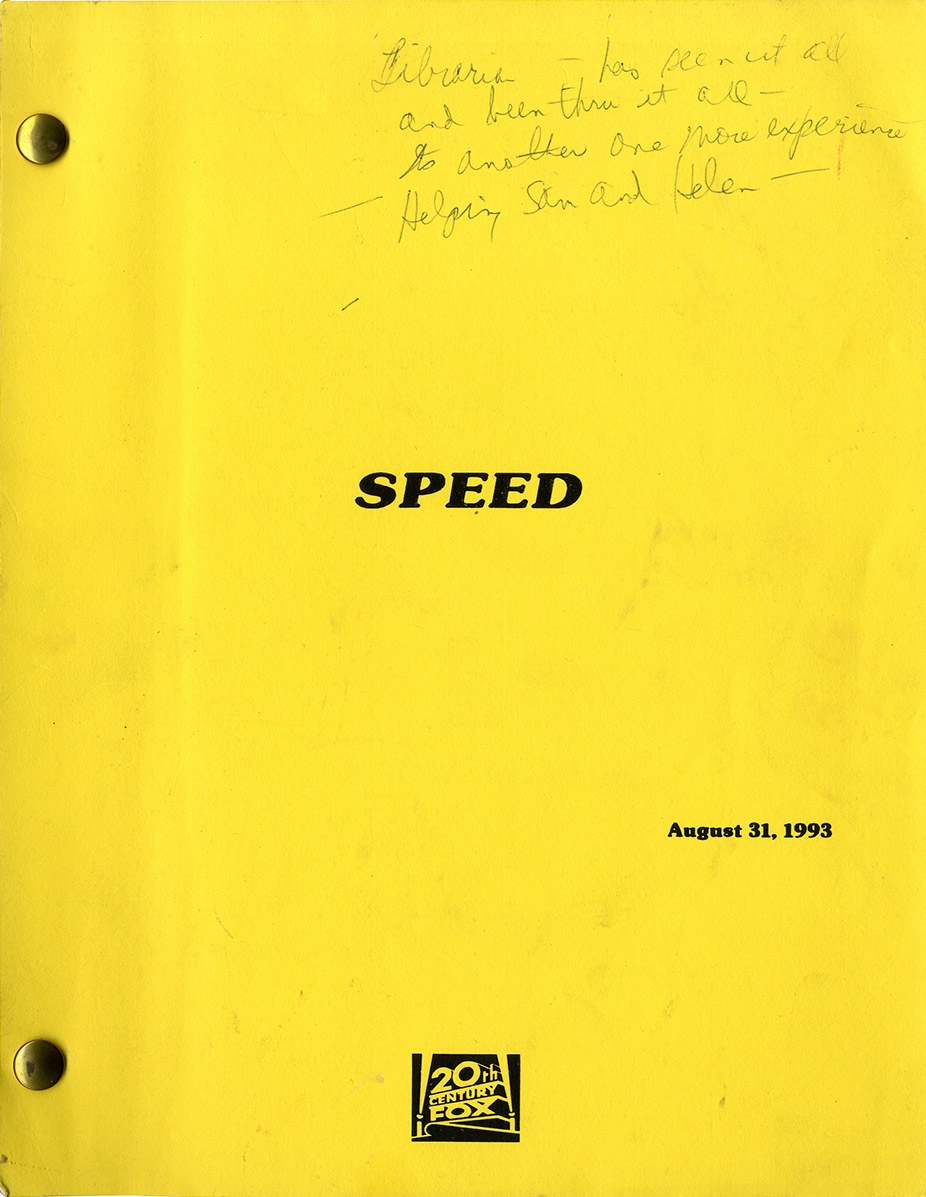 Librarian — has seen it all
and been thru it all —
to another one more experience
— Helping Sam and Helen —
SPEED
August 31, 1993
20th
CENTURY
FOX